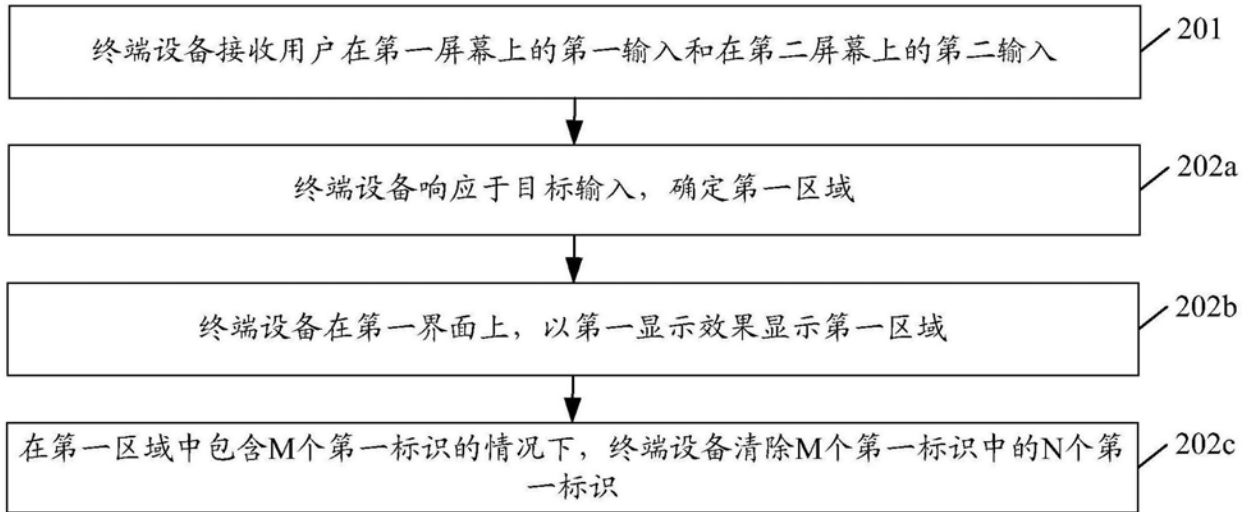 终端设备接收用户在第一屏幕上的第一输入和在第二屏幕上的第二输入
201
终端设备响应于目标输入，确定第一区域
202a
终端设备在第一界面上，以第一显示效果显示第一区域
202b
在第一区域中包含M个第一标识的情况下，终端设备清除M个第一标识中的N个第
一标识
202c